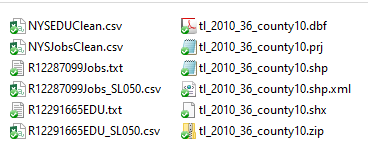 NYSEDUClean.csv
NYSJobsClean.csv
R12287099Jobs.txt
R12287099Jobs_SL050.csv
R12291665EDU.txt
R12291665EDU_SL050.csv
tl_2010_36_county10.dbf
tl_2010_36_county10.prj
tl_2010_36_county10.shp
tl_2010_36_county10.shp.xml
tl_2010_36_county10.shx
tl_2010_36_county10.zip